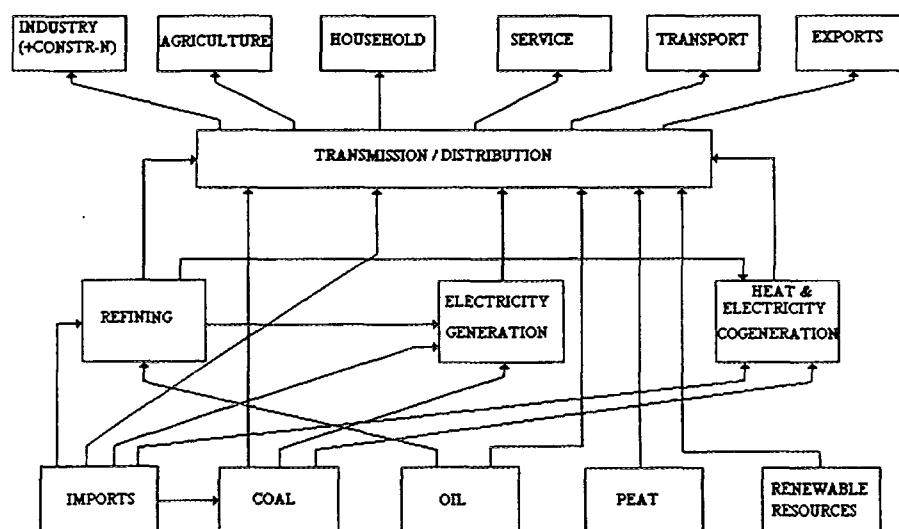 INDUSTRY
(+CONSTR-N)
AGRICULTURE
HOUSEHOLD
SERVICE
TRANSPORT
EXPORTS
TRANSMISSION / DISTRIBUTION
REFINING
ELECTRICITY
GENERATION
HEAT &
ELECTRICITY
COGENERATION
IMPORTS
COAL
OIL
PEAT
RENEWABLE
RESOURCES